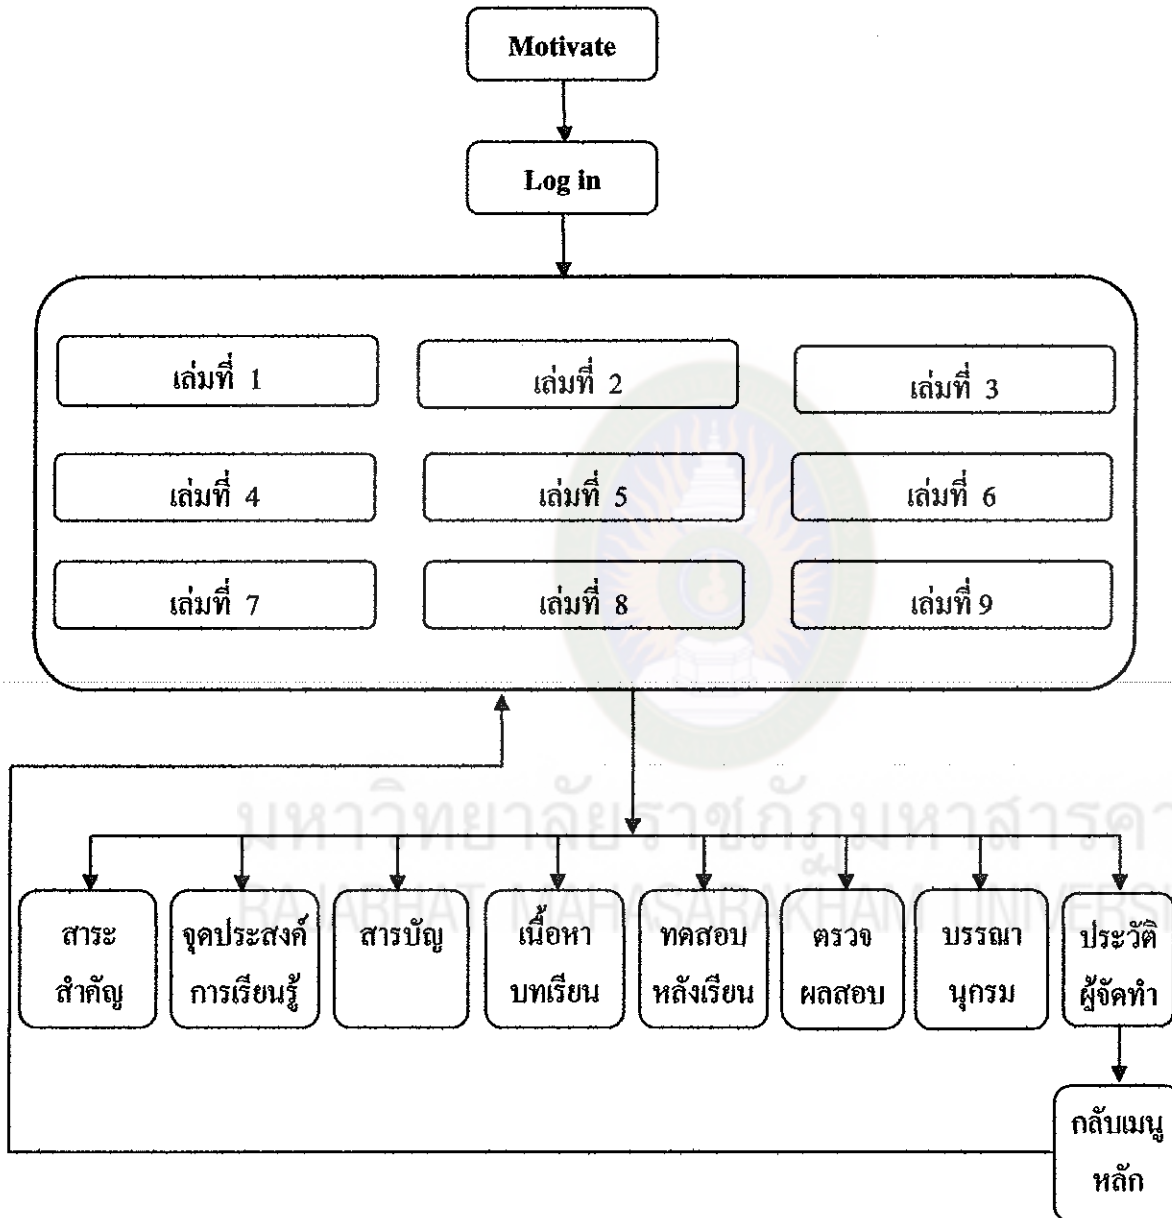 Motivate
Log in
เล่มที่ 1
เล่มที่ 2
เล่มที่ 3
เล่มที่ 4
เล่มที่ 5
เล่มที่ 6
เล่มที่ 7
เล่มที่ 8
เล่มที่ 9
มหาวิทยาลัยราชภัฏมหาสารคา
RAJABHAT MAHASARAKHAM UNIVERSI
สาระ
สำคัญ
จุดประสงค์
การเรียนรู้
สารบัญ
เนื้อหา
บทเรียน
ทดสอบ
หลังเรียน
ตรวจ
ผลสอบ
บรรณา
นุกรม
ประวัติ
ผู้จัดทำ
กลับเมนู
หลัก